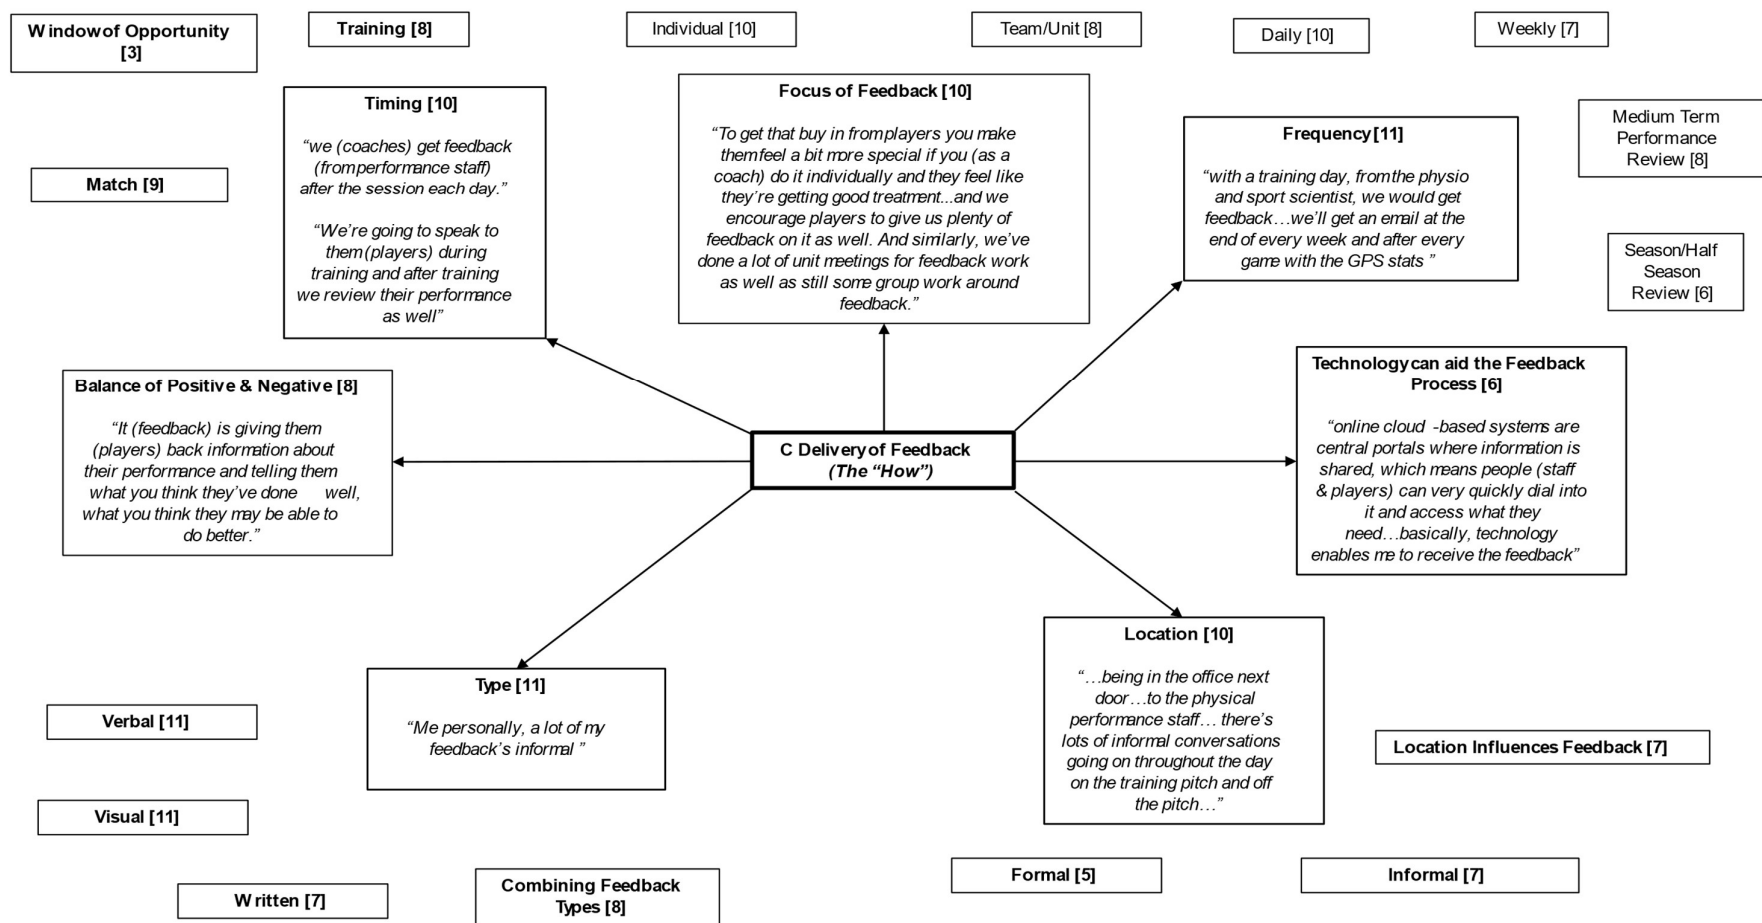 Window of Opportunity
[3]
Training [8]
Individual [10]
Team/Unit [8]
Daily [10]
Weekly [7]
Timing [10]
“we (coaches) get feedback
(from performance staff)
after the session each day.”
“We’re going to speak to
them (players) during
training and after training
we review their performance
as well”
Focus of Feedback [10]
“To get that buy in from players you make
them feel a bit more special if you (as a
coach) do it individually and they feel like
they’re getting good treatment...and we
encourage players to give us plenty of
feedback on it as well. And similarly, we’ve
done a lot of unit meetings for feedback work
as well as still some group work around
feedback.”
Frequency [11]
“with a training day, from the physio
and sport scientist, we would get
feedback…we’ll get an email at the
end of every week and after every
game with the GPS stats ”
Medium Term
Performance
Review [8]
Match [9]
Season/Half
Season
Review [6]
Balance of Positive & Negative [8]
“It (feedback) is giving them
(players) back information about
their performance and telling them
what you think they’ve done well,
what you think they may be able to
do better.”
C Delivery of Feedback
(The “How”)
Technology can aid the Feedback
Process [6]
“online cloud -based systems are
central portals where information is
shared, which means people (staff
& players) can very quickly dial into
it and access what they
need…basically, technology
enables me to receive the feedback”
Type [11]
“Me personally, a lot of my
feedback’s informal ”
Location [10]
“…being in the office next
door…to the physical
performance staff… there’s
lots of informal conversations
going on throughout the day
on the training pitch and off
the pitch…”
Verbal [11]
Location Influences Feedback [7]
Visual [11]
Written [7]
Combining Feedback
Types [8]
Formal [5]
Informal [7]